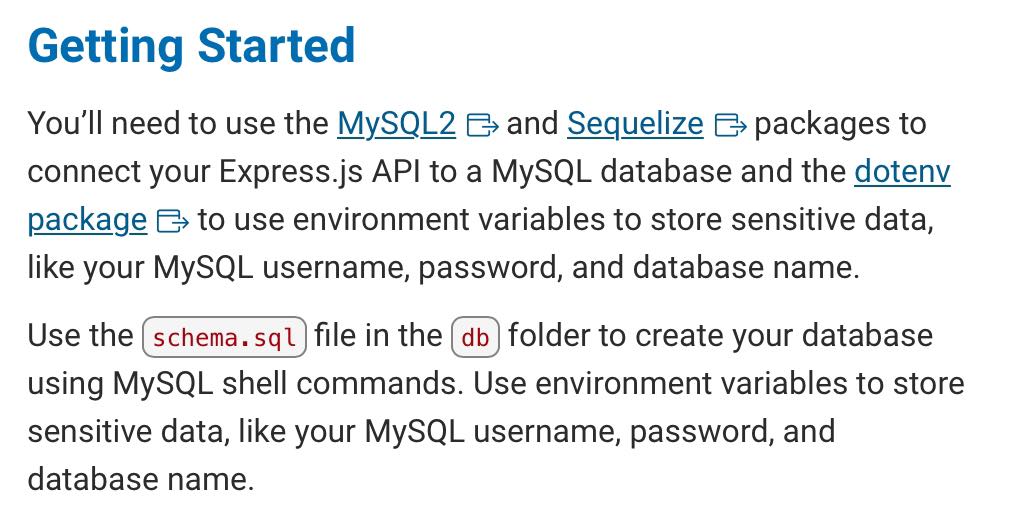 Getting Started
You’ll need to use the MySQL2 and Sequelize packages to
connect your Express.js API to a MySQL database and the dotenv
package to use environment variables to store sensitive data,
like your MySQL username, password, and database name.
Use the schema.sql file in the db folder to create your database
using MySQL shell commands. Use environment variables to store
sensitive data, like your MySQL username, password, and
database name.